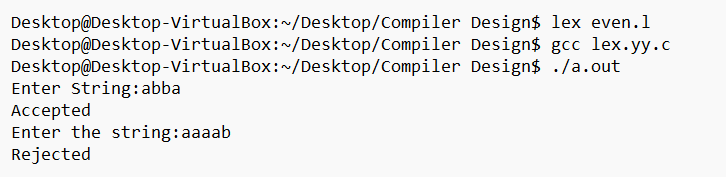 Desktop@Desktop-VirtualBox:~/Desktop/Compiler Design$ lex even.l
Desktop@Desktop-VirtualBox:~/Desktop/Compiler Design$ gcc lex.yy.c
Desktop@Desktop-VirtualBox:~/Desktop/Compiler Design$ ./a.out
Enter String:abba
Accepted
Enter the string:aaaab
Rejected